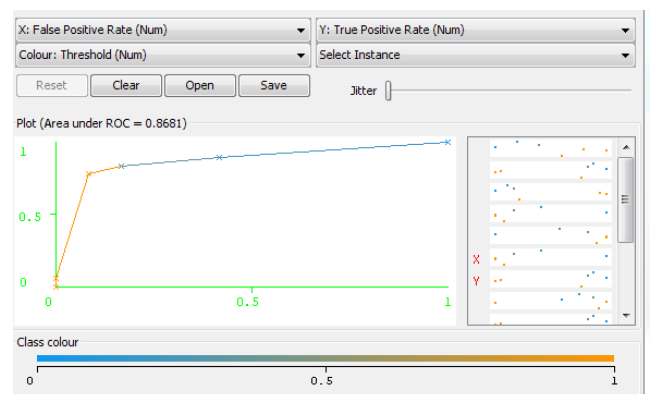 X: False Positive Rate (Num) Y: True Positive Rate (Num)
Colour: Threshold (Num) Select Instance
Reset Clear Open Save Jitter
Plot (Area under ROC = 0.8681)
1
0.5
X
0 Y
0 0.5 1
Class colour
0 0.5 1